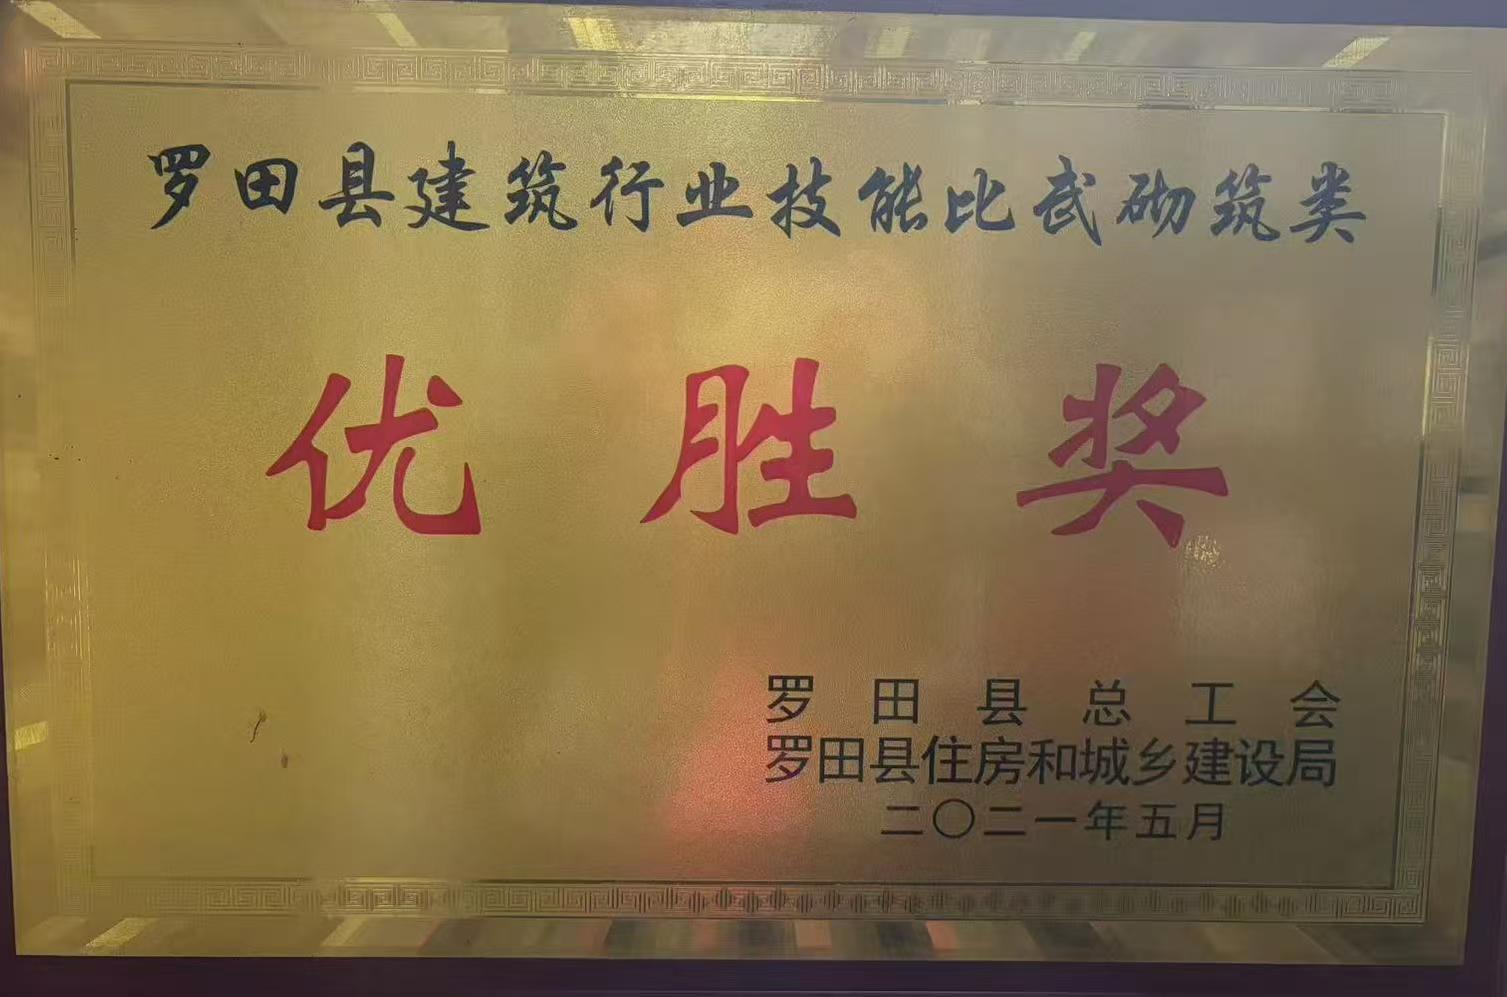 罗田县建筑行业技能比武砌筑类
优胜奖
罗田县总工会
罗田县住房和城乡建设局
二〇二一年五月